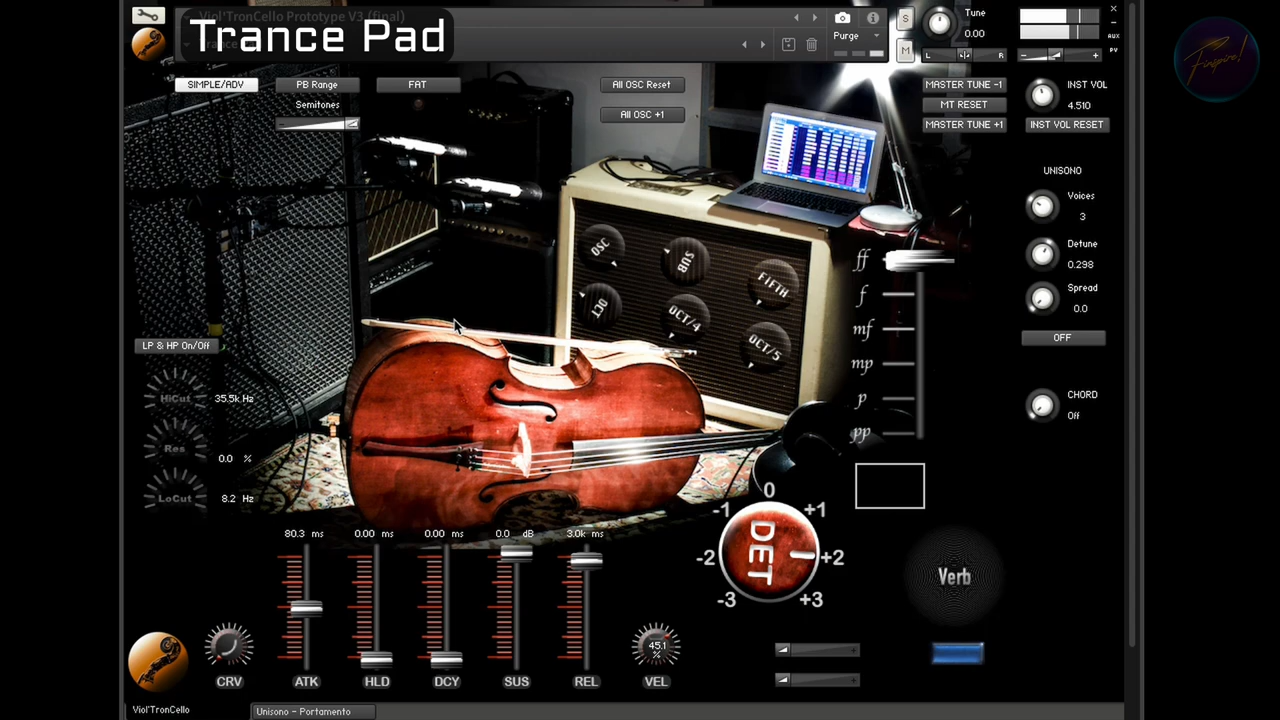 Viol'TronCello Prototype V3 (final)
Trance Pad
Purge
S
M
Tune
0.00
L
R
AUX
PV
Finspire!
SIMPLE/ADV
PB Range
FAT
Semitones
All OSC Reset
All OSC +1
MASTER TUNE -1
MT RESET
MASTER TUNE +1
INST VOL
4.510
INST VOL RESET
UNISONO
Voices
3
Detune
0.298
Spread
0.0
OFF
CHORD
Off
OSC
SUB
FIFTH
OCT
OCT/4
OCT/5
ff
f
mf
mp
p
pp
LP & HP On/Off
HiCut
35.5k Hz
Res
0.0 %
LoCut
8.2 Hz
80.3 ms
0.00 ms
0.00 ms
0.0 dB
3.0k ms
0
-1
+1
-2
+2
-3
+3
DET
Verb
45.1
%
CRV
ATK
HLD
DCY
SUS
REL
VEL
Viol'TronCello
Unisono - Portamento